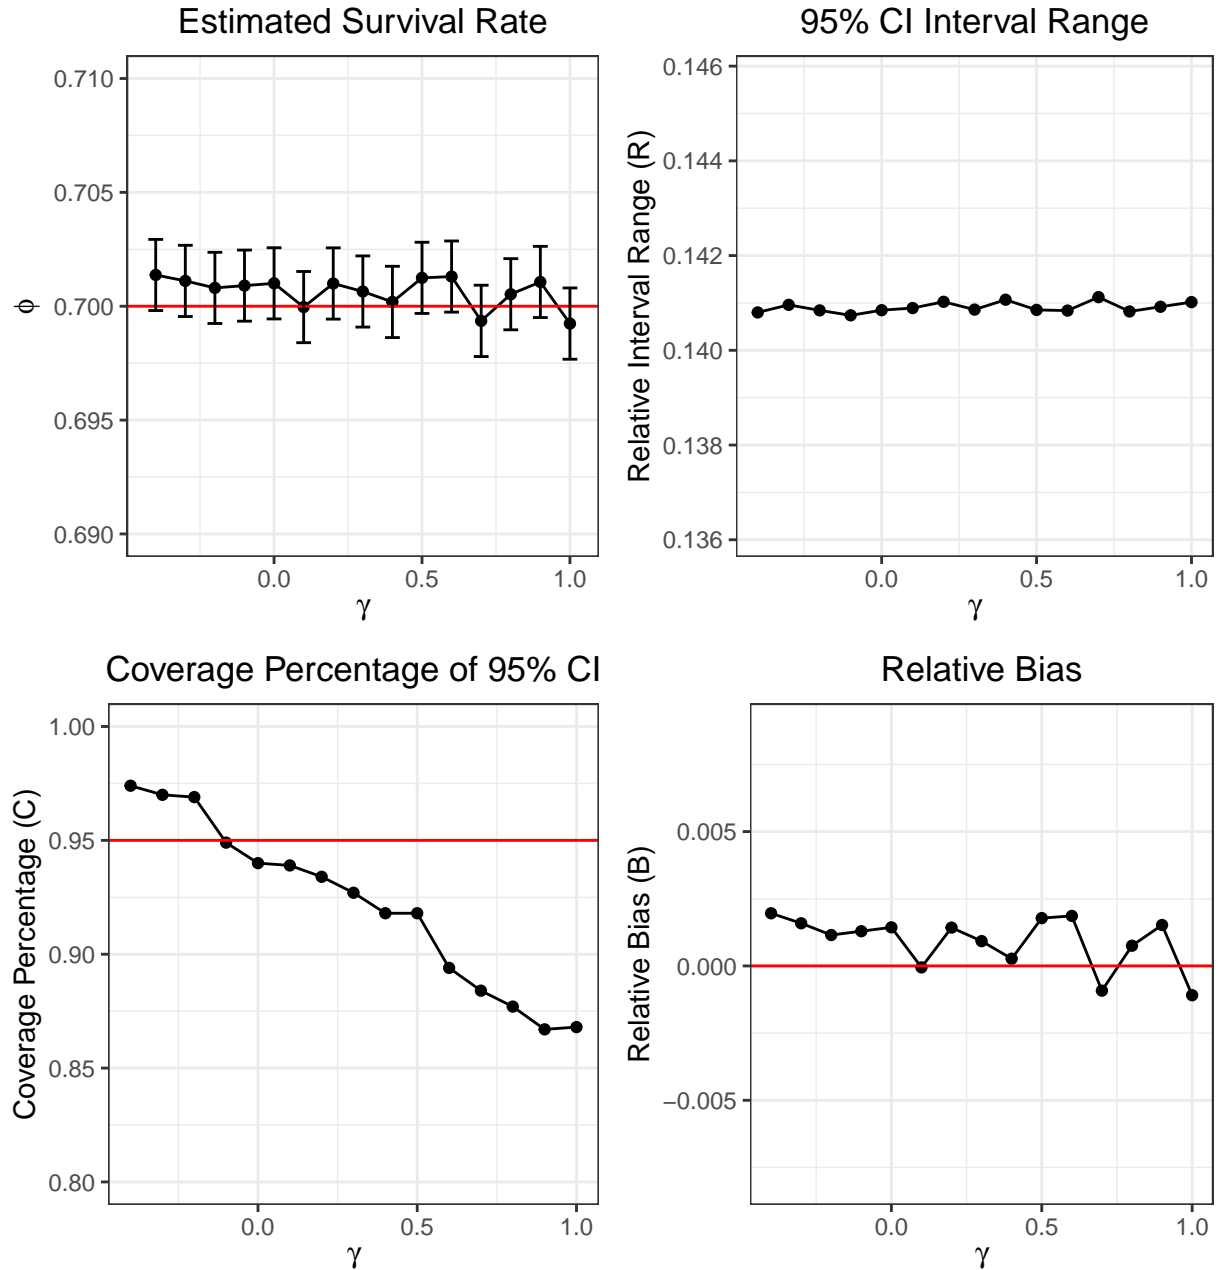 Estimated Survival Rate
0.710
0.705
0.700
0.695
0.690
ϕ
0.0 0.5 1.0
γ
95% CI Interval Range
0.146
0.144
0.142
0.140
0.138
0.136
Relative Interval Range (R)
0.0 0.5 1.0
γ
Coverage Percentage of 95% CI
1.00
0.95
0.90
0.85
0.80
Coverage Percentage (C)
0.0 0.5 1.0
γ
Relative Bias
0.005
0.000
−0.005
Relative Bias (B)
0.0 0.5 1.0
γ